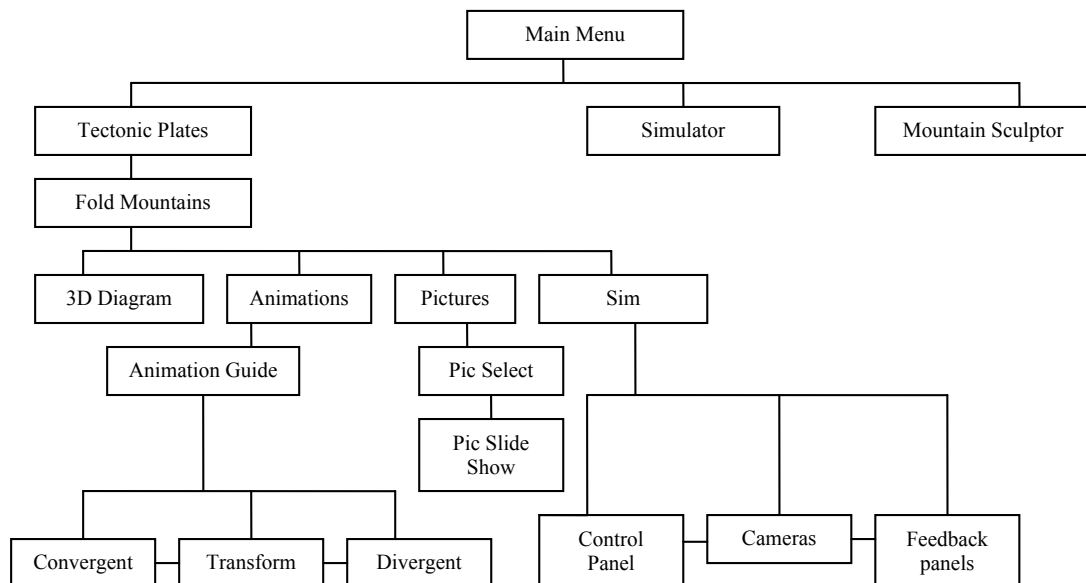 Main Menu
Tectonic Plates
Simulator
Mountain Sculptor
Fold Mountains
3D Diagram
Animations
Pictures
Sim
Animation Guide
Pic Select
Pic Slide
Show
Convergent
Transform
Divergent
Control
Panel
Cameras
Feedback
panels